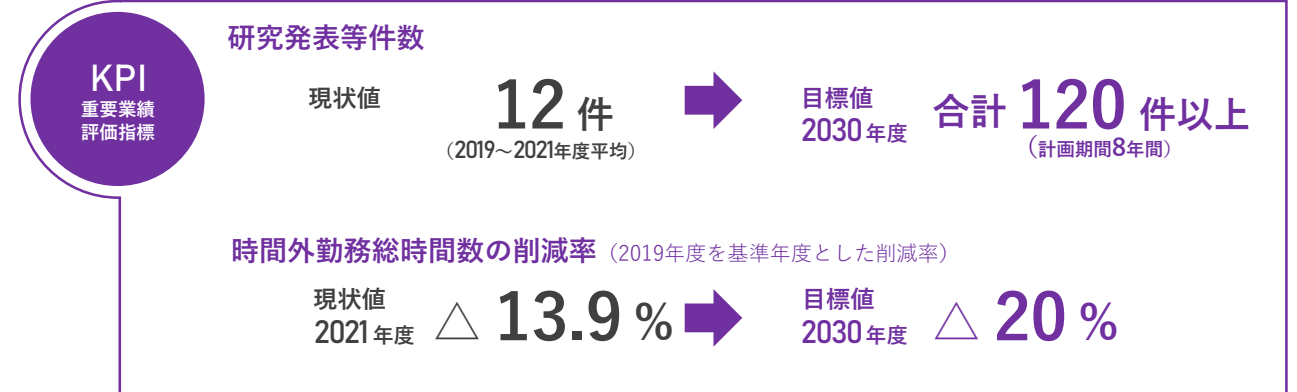 KPI
重要業績
評価指標
研究発表等件数
現状値 12 件
（2019～2021年度平均）
目標値
2030 年度
合計 120 件以上
（計画期間8年間）
時間外勤務総時間数の削減率（2019年度を基準年度とした削減率）
現状値
2021 年度
△ 13.9 %
目標値
2030 年度
△ 20 %